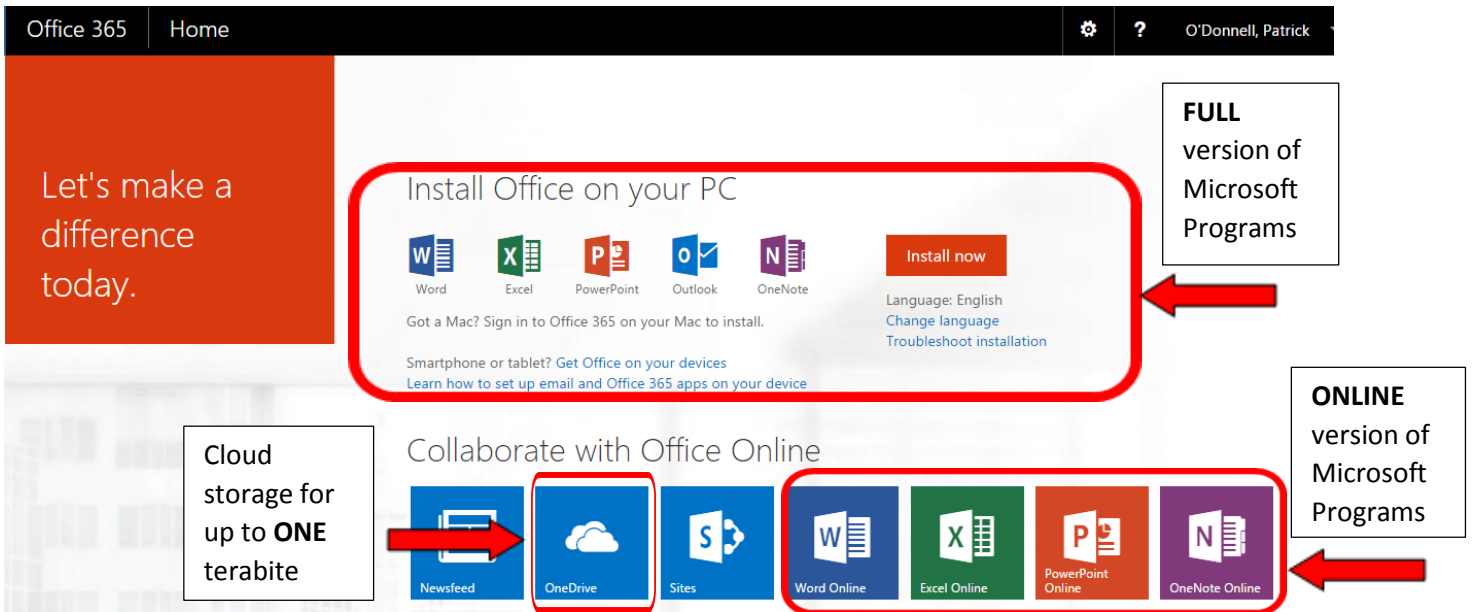 Office 365 Home ? O'Donnell, Patrick
Let's make a
difference
today.
FULL
version of
Microsoft
Programs
Install Office on your PC
W X P O N
Word Excel PowerPoint Outlook OneNote
Install now
Got a Mac? Sign in to Office 365 on your Mac to install.
Language: English
Change language
Troubleshoot installation
Smartphone or tablet? Get Office on your devices
Learn how to set up email and Office 365 apps on your device
Cloud
storage for
up to ONE
terabite
Collaborate with Office Online
S W X P N
Newsfeed OneDrive Sites Word Online Excel Online PowerPoint
Online OneNote Online
ONLINE
version of
Microsoft
Programs